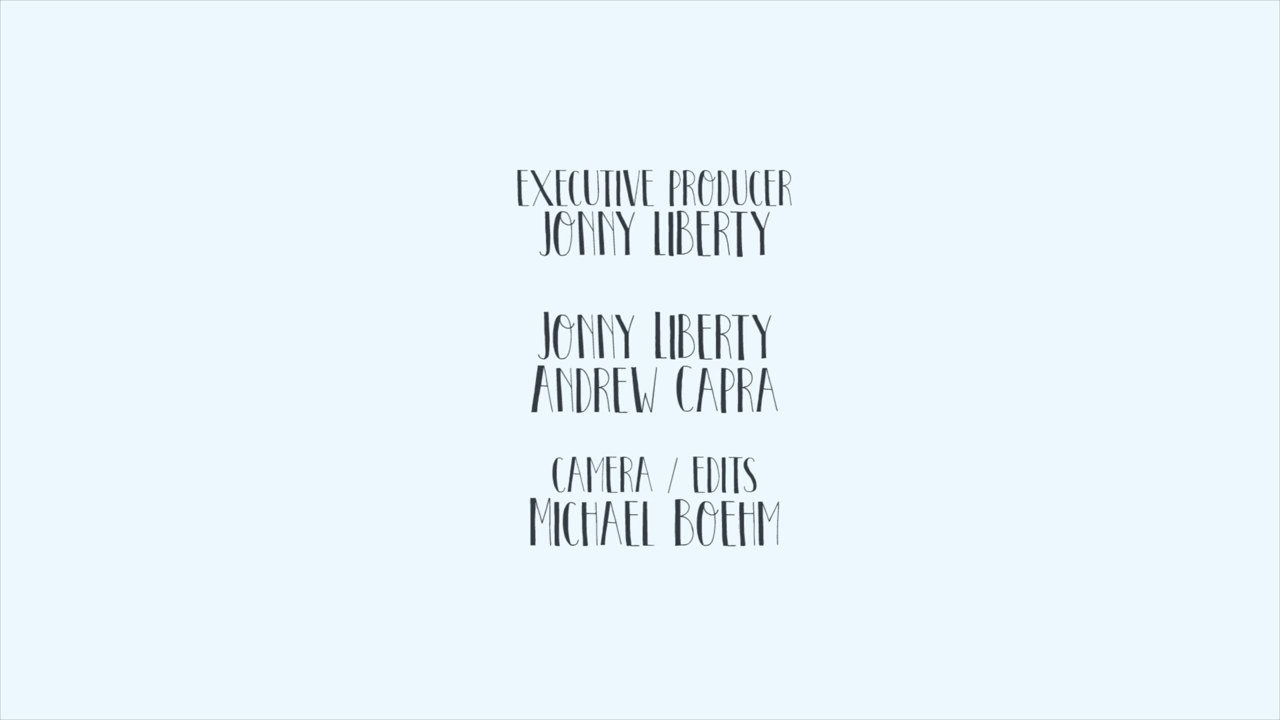 EXECUTIVE PRODUCER
JONNY LIBERTY
JONNY LIBERTY
ANDREW CAPRA
CAMERA / EDITS
MICHAEL BOEHM